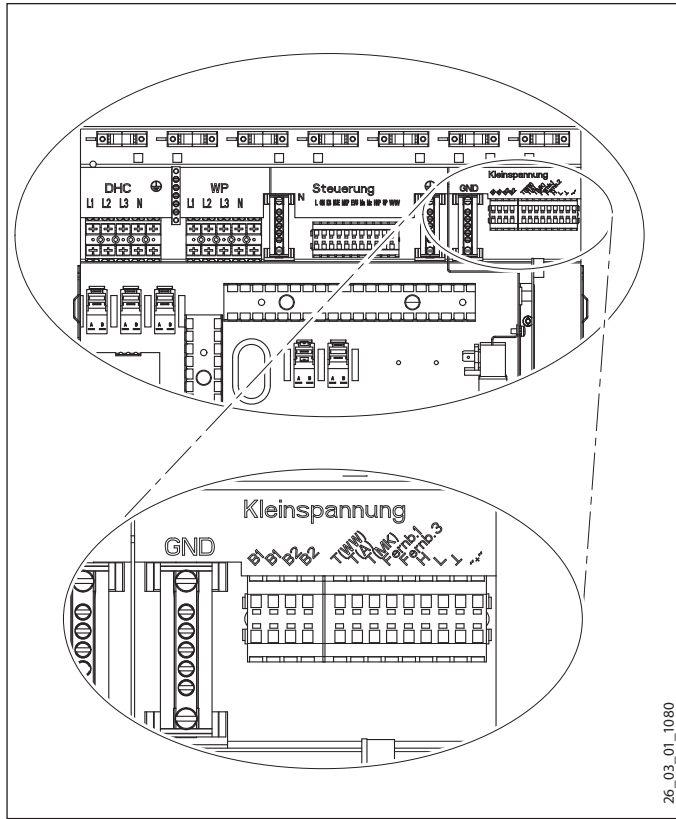 DHC
L1 L2 L3 N
WP
L1 L2 L3 N
Steuerung
N
GND
Kleinspannung
A B
A B
A B
A B
A B
Kleinspannung
GND
B1 B1 B2 B2 T(WW) T(A) T(MK) Fernb.1 Fernb.3 H L ⊥ "+"
26_03_01_1080